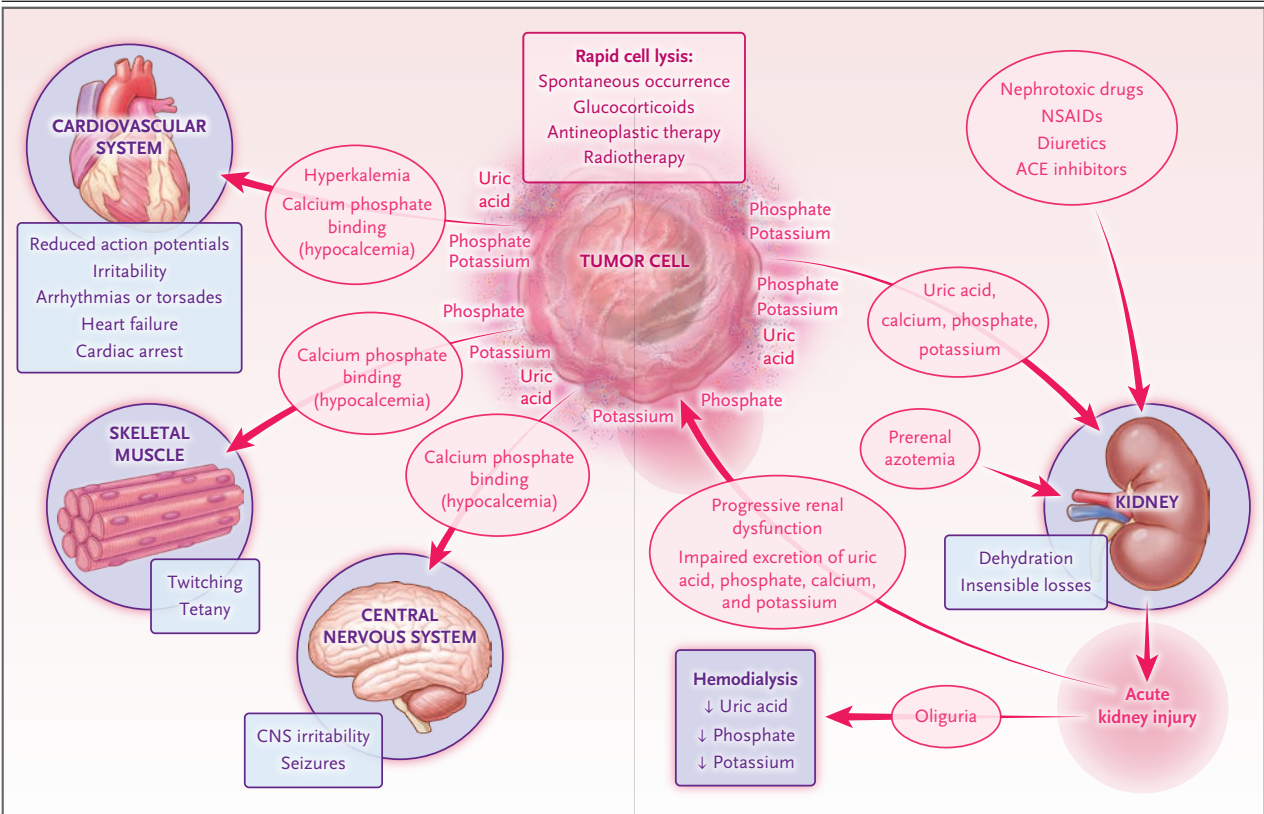 Rapid cell lysis:
Spontaneous occurrence
Glucocorticoids
Antineoplastic therapy
Radiotherapy
CARDIOVASCULAR
SYSTEM
Reduced action potentials
Irritability
Arrhythmias or torsades
Heart failure
Cardiac arrest
Hyperkalemia
Calcium phosphate
binding
(hypocalcemia)
Uric
acid
Phosphate
Potassium
TUMOR CELL
Phosphate
Potassium
Phosphate
Potassium
Uric
acid
Phosphate
Potassium
Uric
acid
Potassium
Phosphate
Nephrotoxic drugs
NSAIDs
Diuretics
ACE inhibitors
Uric acid,
calcium, phosphate,
potassium
Calcium phosphate
binding
(hypocalcemia)
SKELETAL
MUSCLE
Twitching
Tetany
Calcium phosphate
binding
(hypocalcemia)
CENTRAL
NERVOUS SYSTEM
CNS irritability
Seizures
Prerenal
azotemia
KIDNEY
Dehydration
Insensible losses
Progressive renal
dysfunction
Impaired excretion of uric
acid, phosphate, calcium,
and potassium
Acute
kidney injury
Oliguria
Hemodialysis
↓ Uric acid
↓ Phosphate
↓ Potassium